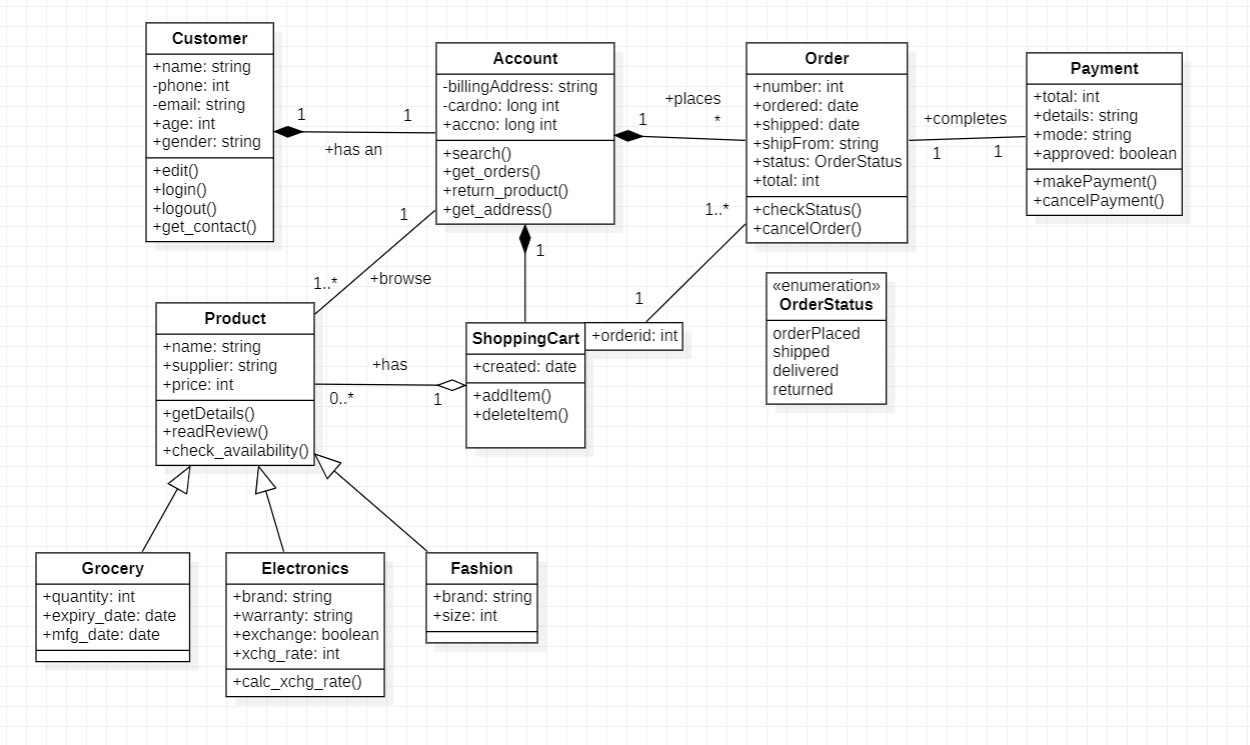 Customer
+name: string
-phone: int
-email: string
+age: int
+gender: string
+edit()
+login()
+logout()
+get_contact()
1
1
+has an
Account
-billingAddress: string
-cardno: long int
+accno: long int
+search()
+get_orders()
+return_product()
+get_address()
+places
1
*
Order
+number: int
+ordered: date
+shipped: date
+shipFrom: string
+status: OrderStatus
+total: int
+checkStatus()
+cancelOrder()
+completes
1
1
Payment
+total: int
+details: string
+mode: string
+approved: boolean
+makePayment()
+cancelPayment()
1
1..*
+browse
1
1..*
1
«enumeration»
OrderStatus
orderPlaced
shipped
delivered
returned
Product
+name: string
+supplier: string
+price: int
+getDetails()
+readReview()
+check_availability()
+has
0..*
1
ShoppingCart
+created: date
+addItem()
+deleteItem()
+orderid: int
Grocery
+quantity: int
+expiry_date: date
+mfg_date: date
Electronics
+brand: string
+warranty: string
+exchange: boolean
+xchg_rate: int
+calc_xchg_rate()
Fashion
+brand: string
+size: int